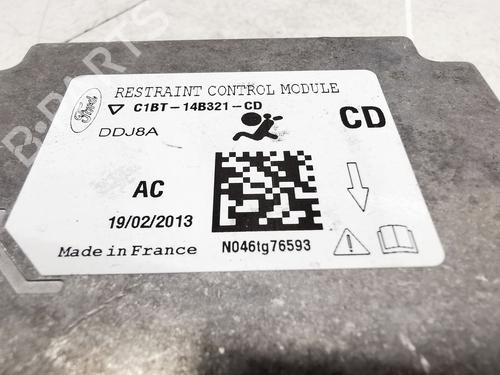 B-PARTS
RESTRAINT CONTROL MODULE
Ford
C1BT-14B321-CD
DDJ8A
CD
AC
19/02/2013
Made in France
N046tg76593